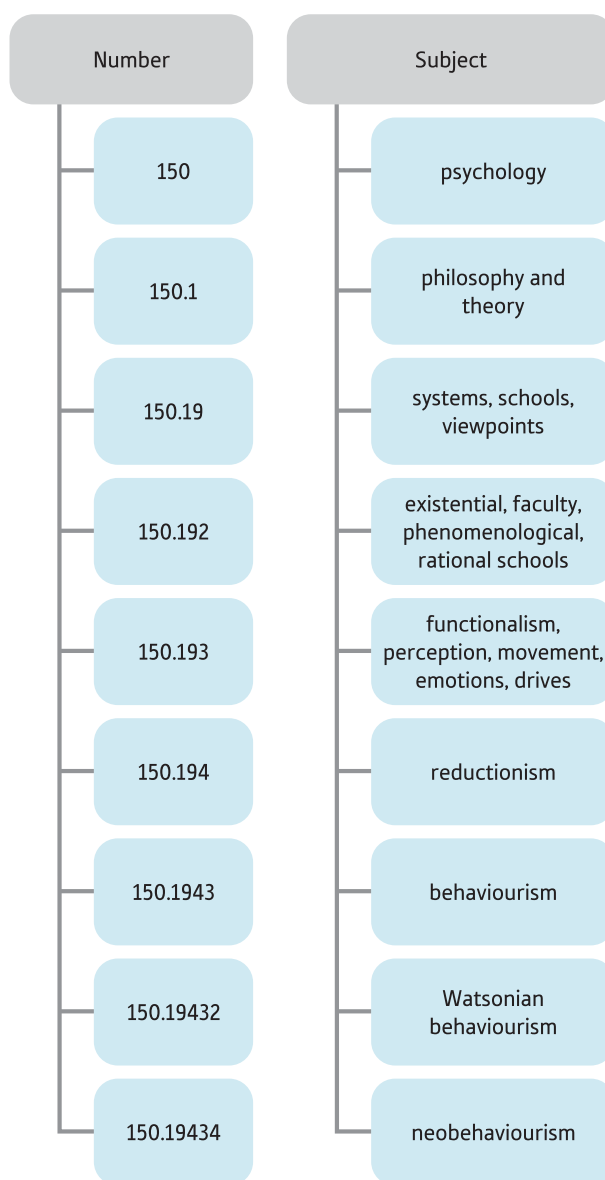 Number
Subject
150
psychology
150.1
philosophy and
theory
150.19
systems, schools,
viewpoints
150.192
existential, faculty,
phenomenological,
rational schools
150.193
functionalism,
perception, movement,
emotions, drives
150.194
reductionism
150.1943
behaviourism
150.19432
Watsonian
behaviourism
150.19434
neobehaviourism